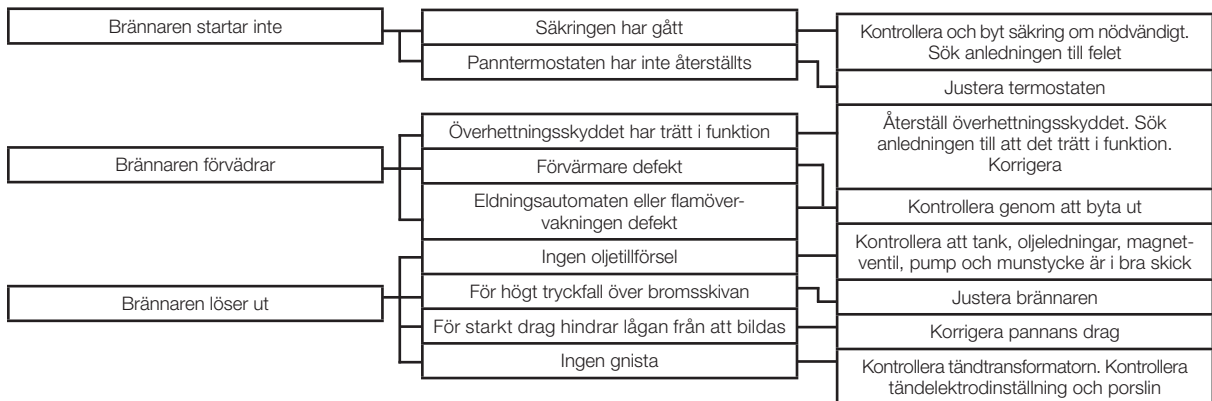 Brännaren startar inte
Säkringen har gått
Kontrollera och byt säkring om nödvändigt.
Sök anledningen till felet
Panntermostaten har inte återställts
Justera termostaten
Brännaren förvädrar
Överhettningsskyddet har trätt i funktion
Återställ överhettningsskyddet. Sök
anledningen till att det trätt i funktion.
Korrigera
Förvärmare defekt
Eldningsautomaten eller flamöver-
vakningen defekt
Kontrollera genom att byta ut
Brännaren löser ut
Ingen oljetillförsel
Kontrollera att tank, oljeledningar, magnet-
ventil, pump och munstycke är i bra skick
För högt tryckfall över bromsskivan
Justera brännaren
För starkt drag hindrar lågan från att bildas
Korrigera pannans drag
Ingen gnista
Kontrollera tändtransformatorn. Kontrollera
tändelektrodinställning och porslin